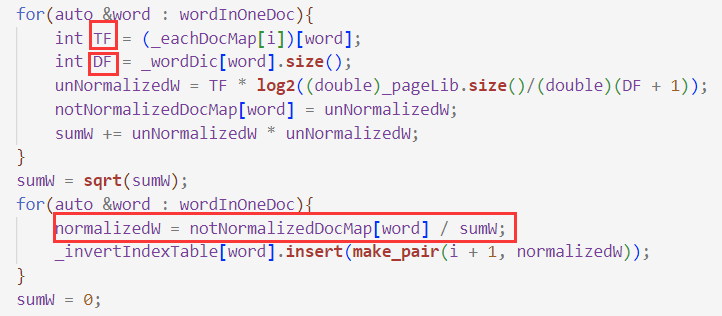 for(auto &word : wordInOneDoc){
    int TF = (_eachDocMap[i])[word];
    int DF = _wordDic[word].size();
    unNormalizedW = TF * log2((double)_pageLib.size()/(double)(DF + 1));
    notNormalizedDocMap[word] = unNormalizedW;
    sumW += unNormalizedW * unNormalizedW;
}
sumW = sqrt(sumW);
for(auto &word : wordInOneDoc){
    normalizedW = notNormalizedDocMap[word] / sumW;
    _invertIndexTable[word].insert(make_pair(i + 1, normalizedW));
}
sumW = 0;